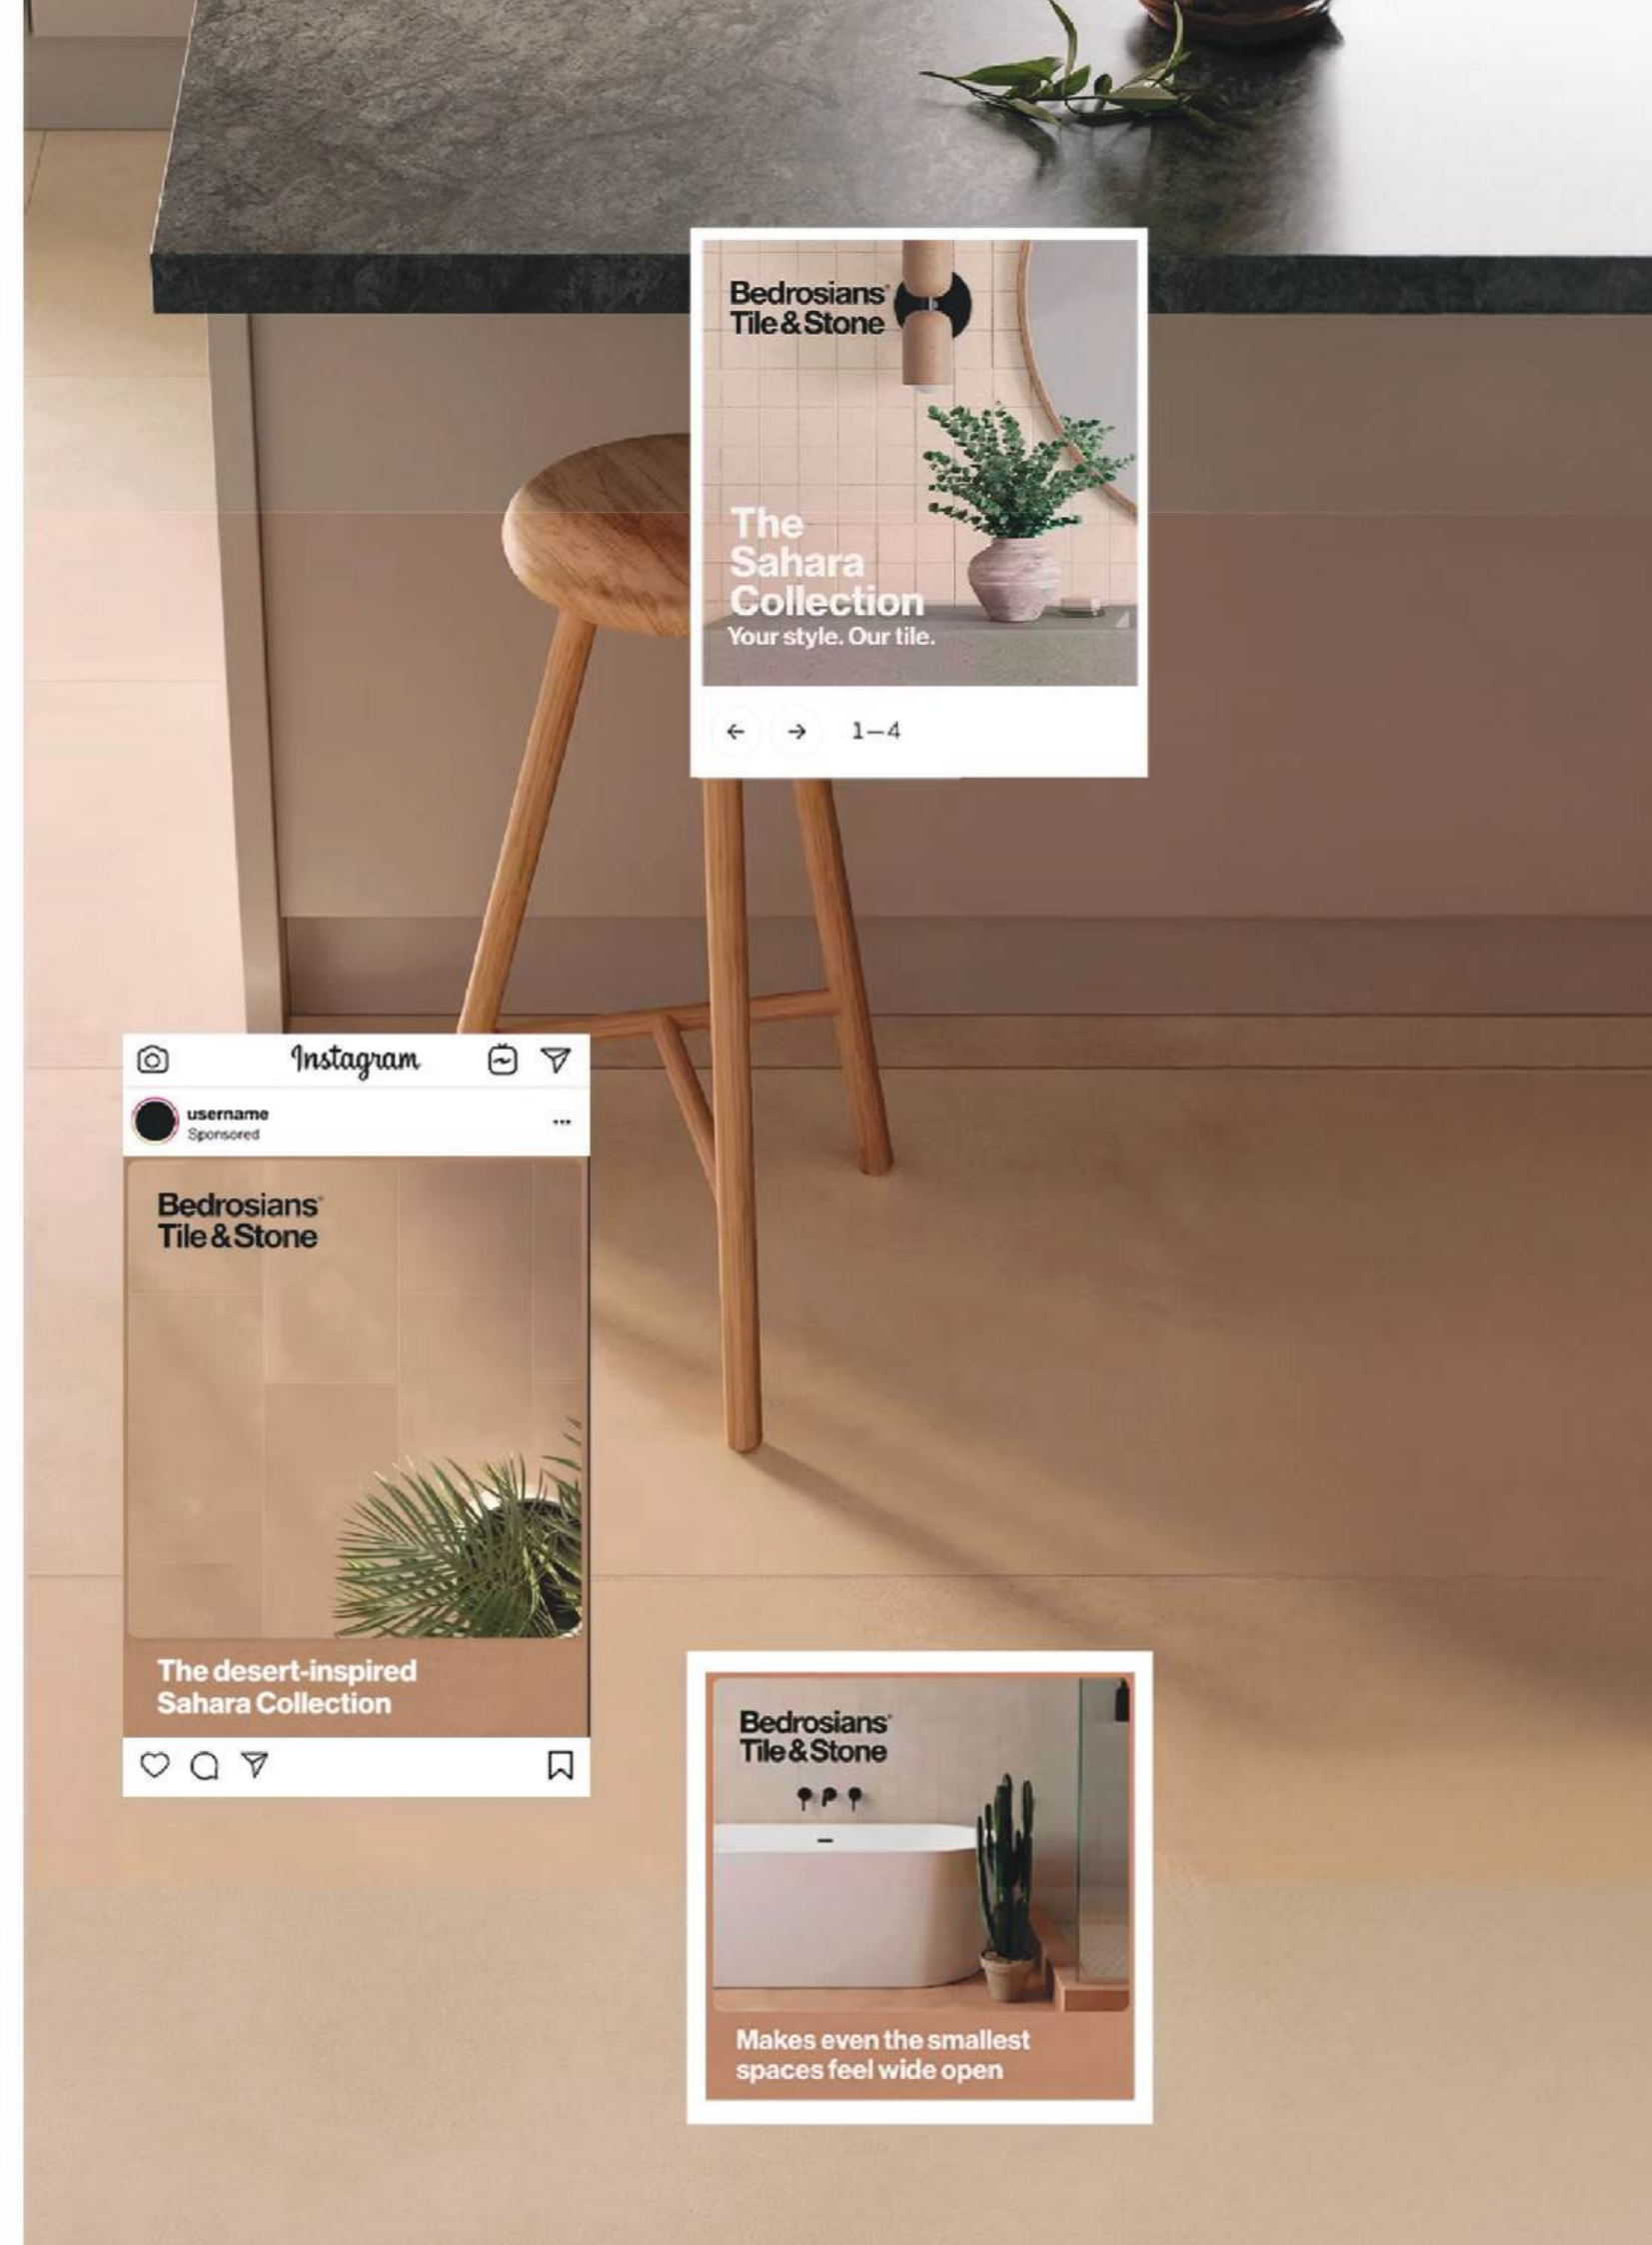 Bedrosians®
Tile & Stone
The
Sahara
Collection
Your style. Our tile.
← → 1—4
Instagram
username
Sponsored
...
Bedrosians®
Tile & Stone
The desert-inspired
Sahara Collection
Bedrosians®
Tile & Stone
Makes even the smallest
spaces feel wide open